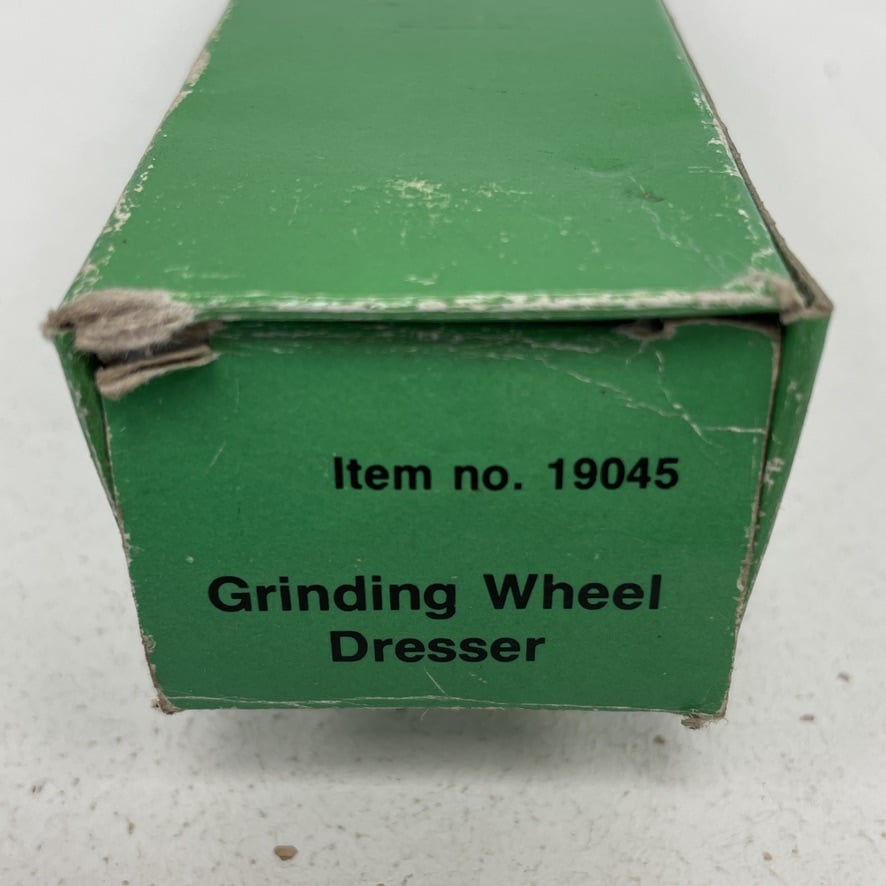 Item no. 19045
Grinding Wheel
Dresser